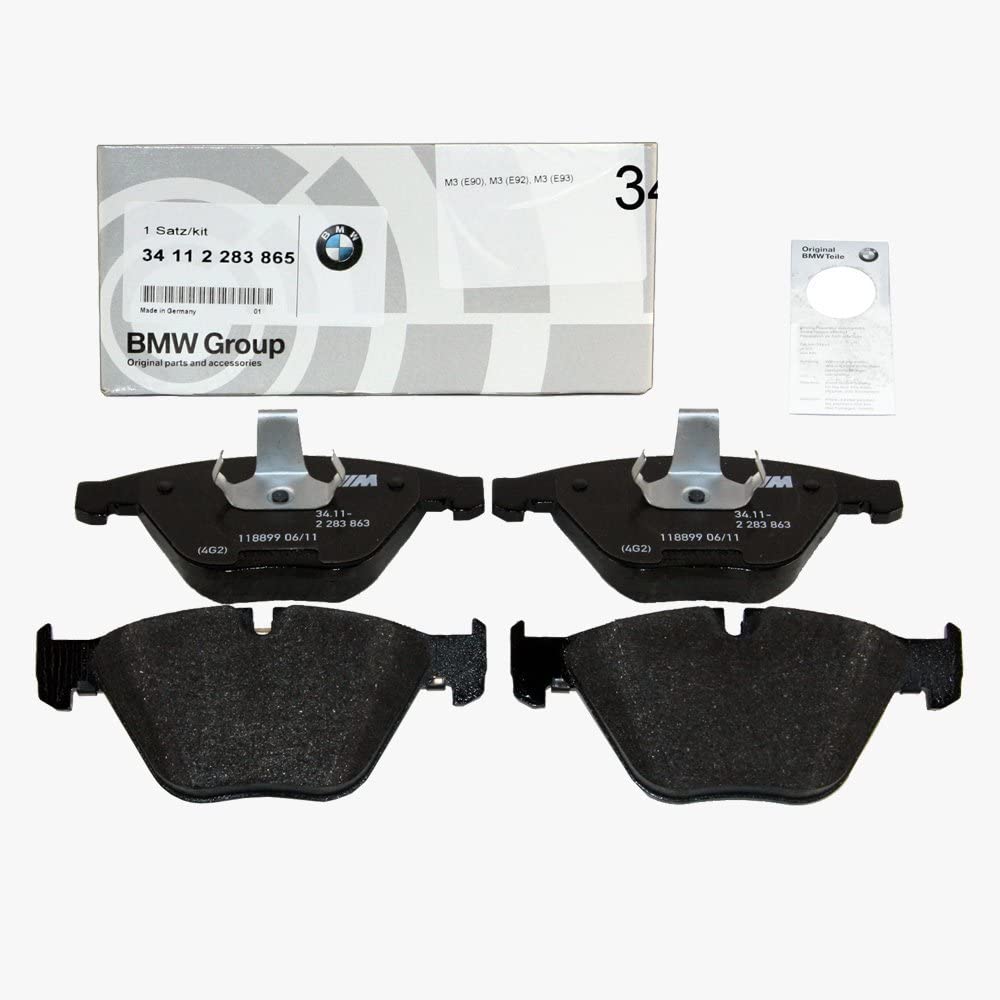 M3 (E90), M3 (E92), M3 (E93)
34
1 Satz/kit
34 11 2 283 865
BMW
Made in Germany
01
BMW Group
Original parts and accessories
Original
BMW Teile
M
34.11-
2 283 863
118899 06/11
(4G2)
M
34.11-
2 283 863
118899 06/11
(4G2)